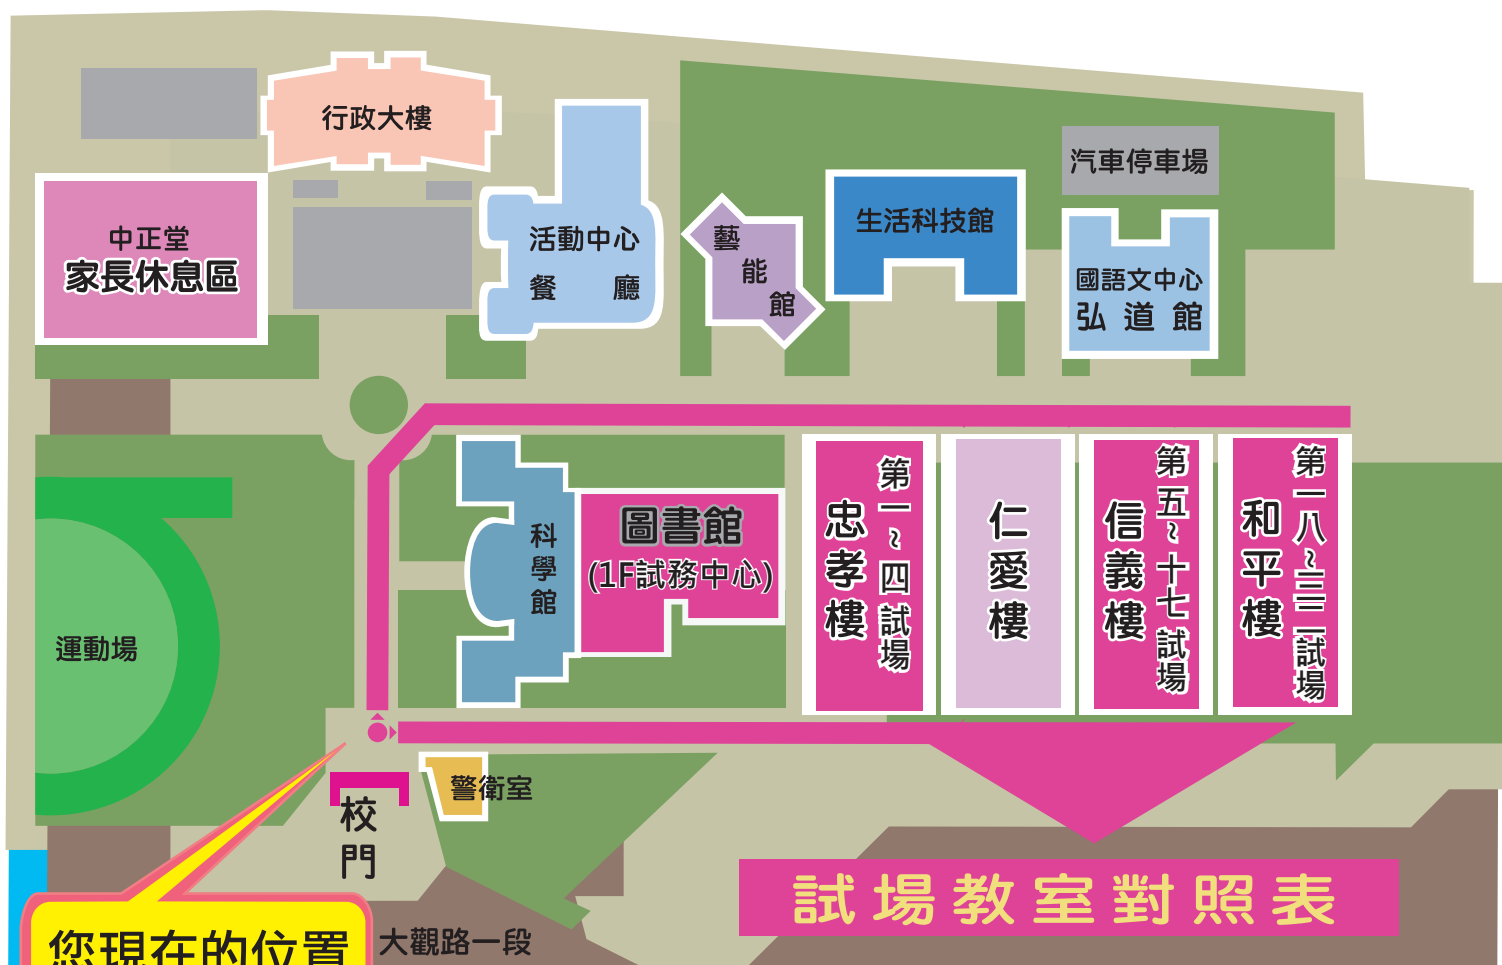 行政大樓
汽車停車場
生活科技館
中正堂
家長休息區
活動中心
餐廳
藝能館
國語文中心
弘道館
科學館
圖書館
(1F試務中心)
忠孝樓
第一~四試場
仁愛樓
信義樓
第五~十七試場
和平樓
第一八~三二試場
運動場
警衛室
校門
試場教室對照表
您現在的位置
大觀路一段